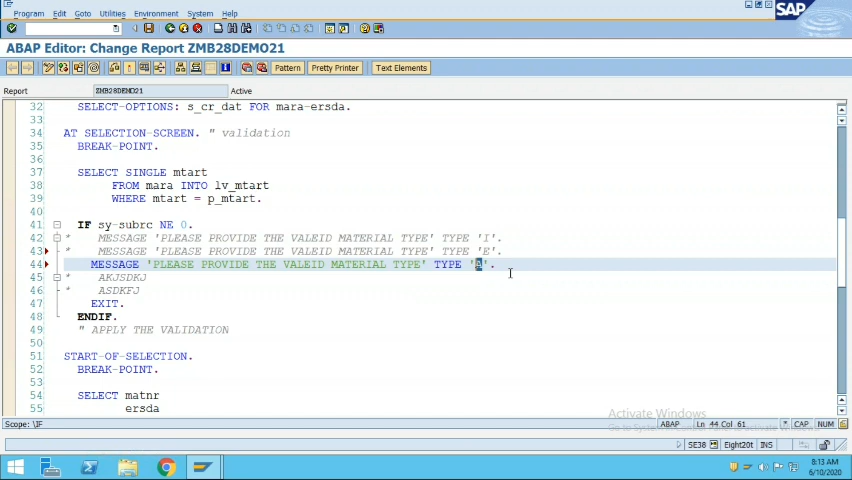 Program Edit Goto Utilities Environment System Help
SAP
ABAP Editor: Change Report ZMB28DEMO21
Pattern Pretty Printer Text Elements
Report ZMB28DEMO21 Active
32 SELECT-OPTIONS: s_cr_dat FOR mara-ersda.
33
34 AT SELECTION-SCREEN. " validation
35 BREAK-POINT.
36
37 SELECT SINGLE mtart
38 FROM mara INTO lv_mtart
39 WHERE mtart = p_mtart.
40
41 IF sy-subrc NE 0.
42 * MESSAGE 'PLEASE PROVIDE THE VALEID MATERIAL TYPE' TYPE 'I'.
43 * MESSAGE 'PLEASE PROVIDE THE VALEID MATERIAL TYPE' TYPE 'E'.
44 MESSAGE 'PLEASE PROVIDE THE VALEID MATERIAL TYPE' TYPE 'A'.
45 * AKJSDKJ
46 * ASDKFJ
47 EXIT.
48 ENDIF.
49 " APPLY THE VALIDATION
50
51 START-OF-SELECTION.
52 BREAK-POINT.
53
54 SELECT matnr
55 ersda
Activate Windows
Scope: \IF ABAP Ln 44 Col 61 * CAP NUM
SE38 Eight20t INS
8:13 AM
6/10/2020